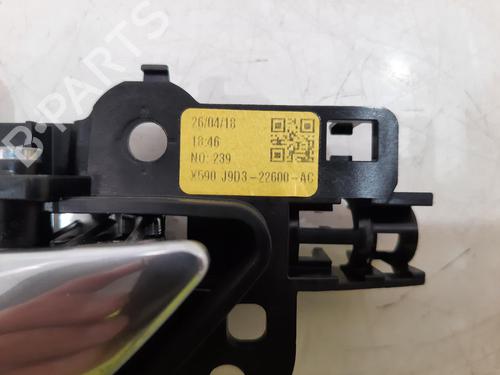 26/04/18
18:46
NO: 239
X590 J9D3-22600-AC
B-PARTS